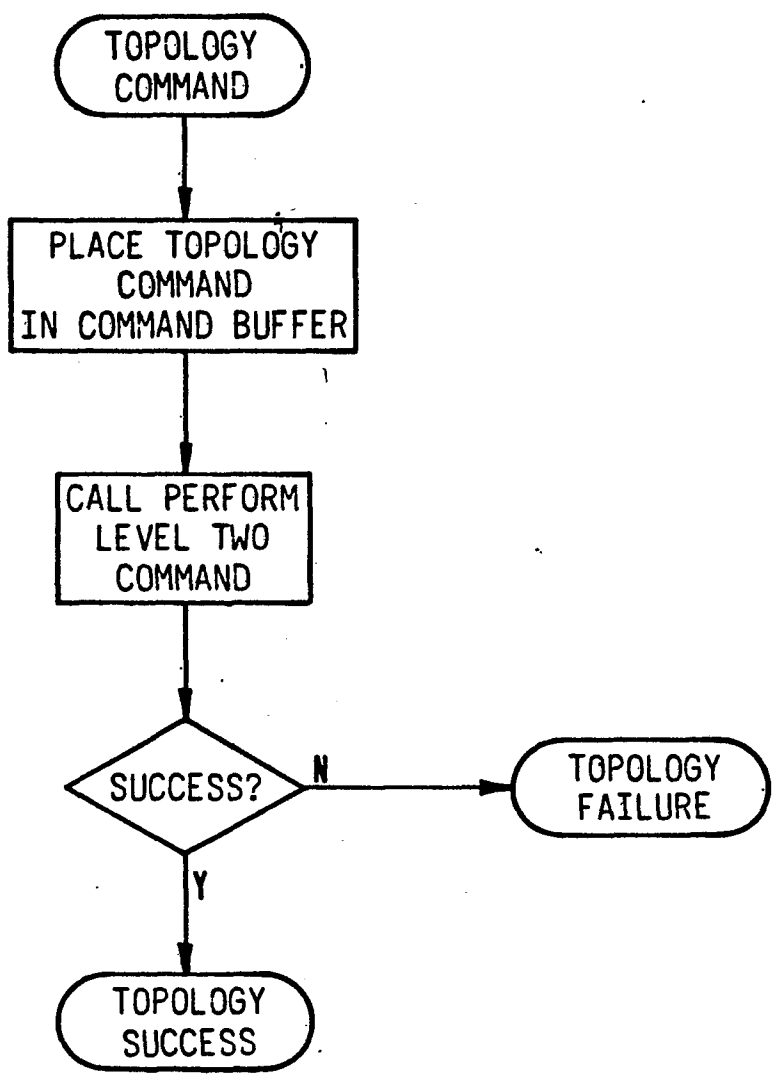 TOPOLOGY
COMMAND
PLACE TOPOLOGY
COMMAND
IN COMMAND BUFFER
CALL PERFORM
LEVEL TWO
COMMAND
SUCCESS?
N
TOPOLOGY
FAILURE
Y
TOPOLOGY
SUCCESS